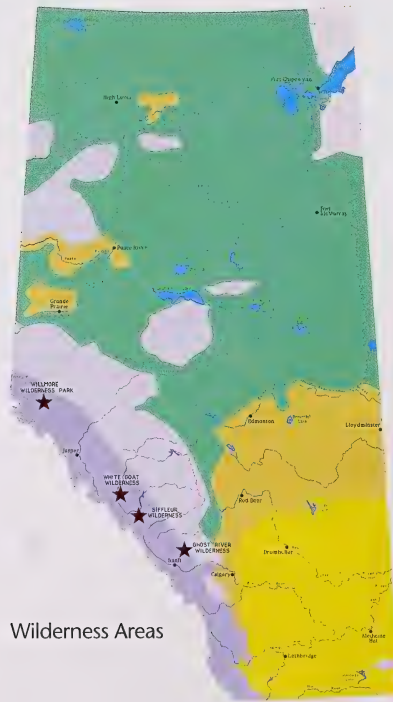 High Level
Fort Chipewyan
Fort
McMurray
Peace River
Grande
Prairie
WILLMORE
WILDERNESS PARK
Edmonton
Lloydminster
Jasper
WHITE GOAT
WILDERNESS
SIFFLEUR
WILDERNESS
Red Deer
GHOST RIVER
WILDERNESS
Drumheller
Banff
Calgary
Wilderness Areas
Medicine
Hat
Lethbridge